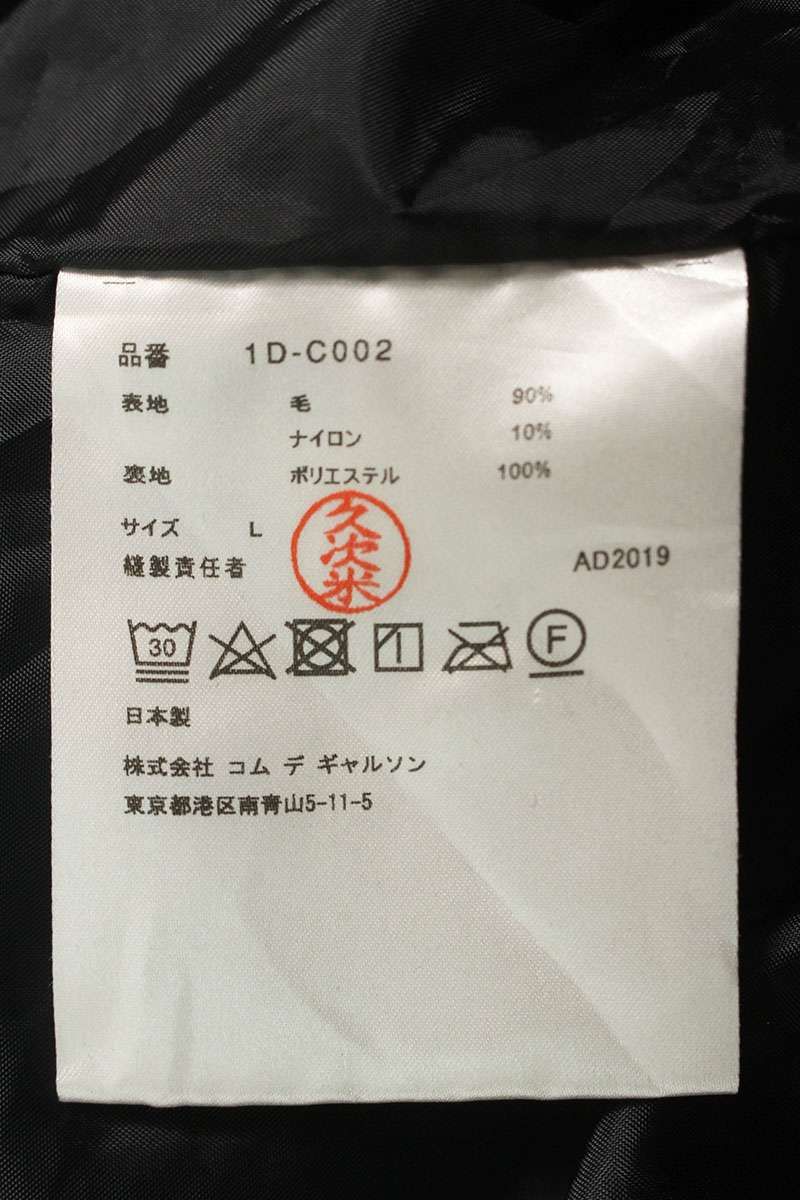 品番 1D-C002
表地 毛 90%
ナイロン 10%
裏地 ポリエステル 100%
サイズ L
縫製責任者 久次米 AD2019
30 F
日本製
株式会社 コム デ ギャルソン
東京都港区南青山5-11-5